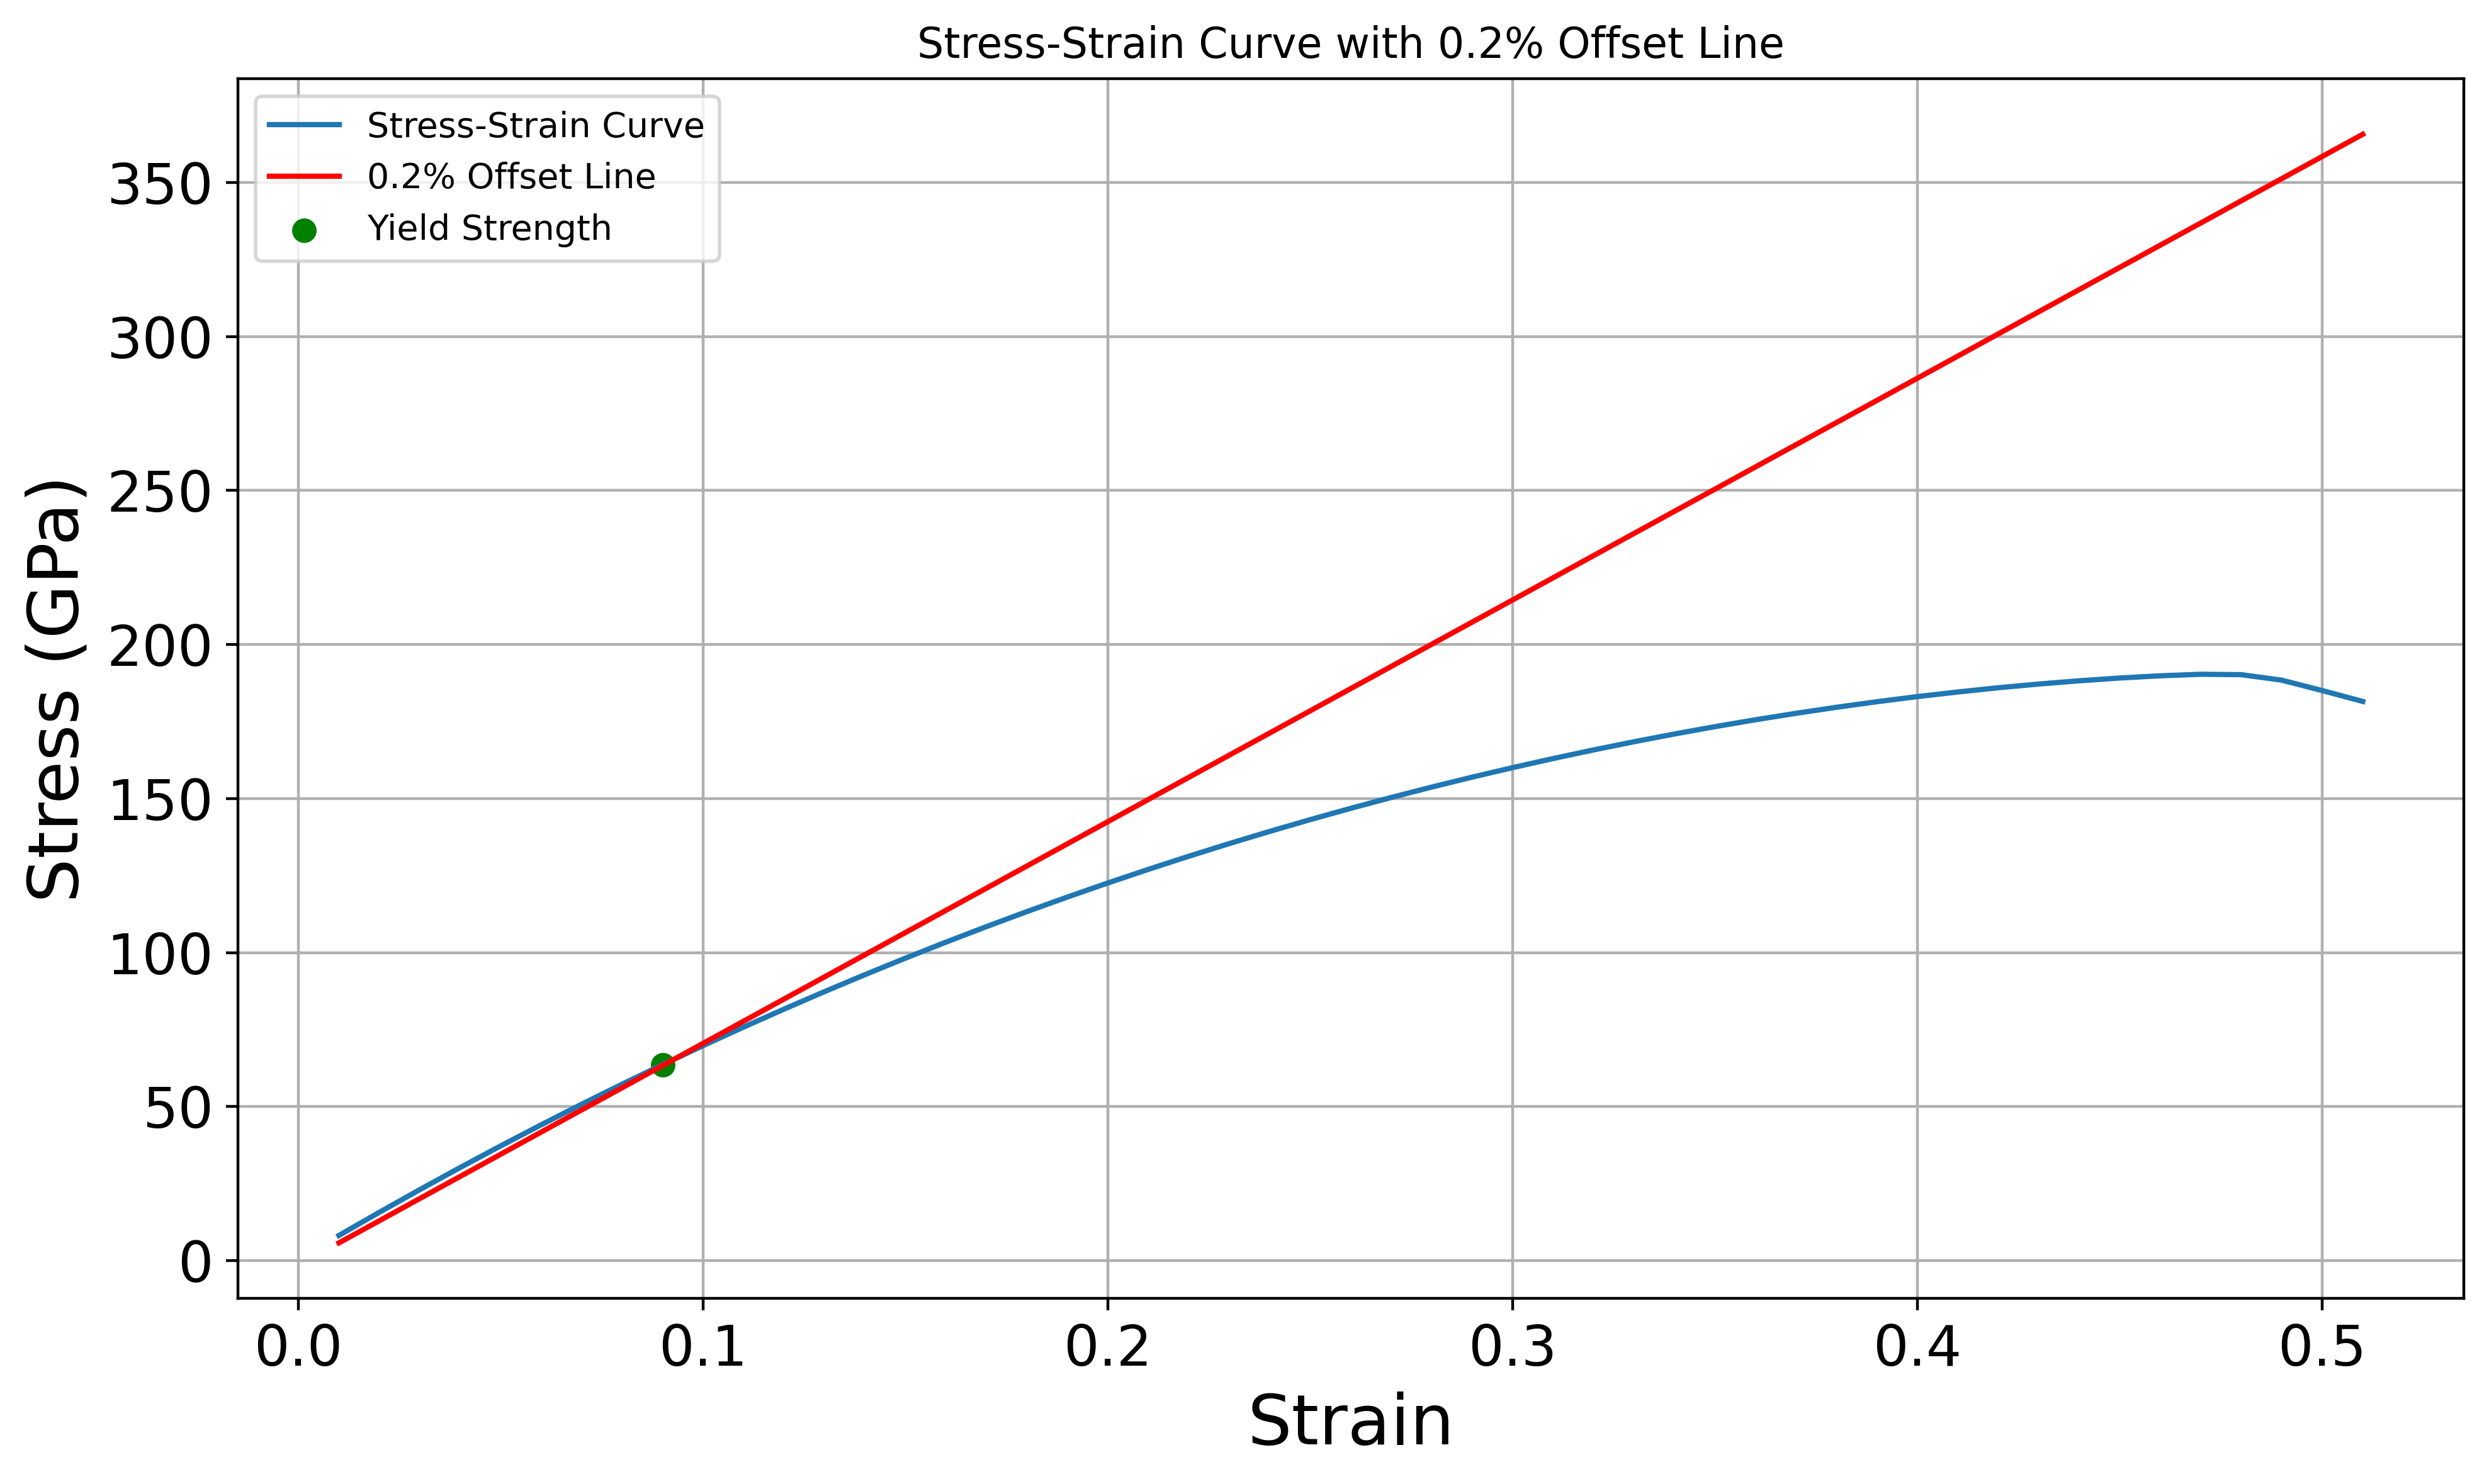 Stress-Strain Curve with 0.2% Offset Line
Stress-Strain Curve
0.2% Offset Line
Yield Strength
Stress (GPa)
350
300
250
200
150
100
50
0
0.0 0.1 0.2 0.3 0.4 0.5
Strain